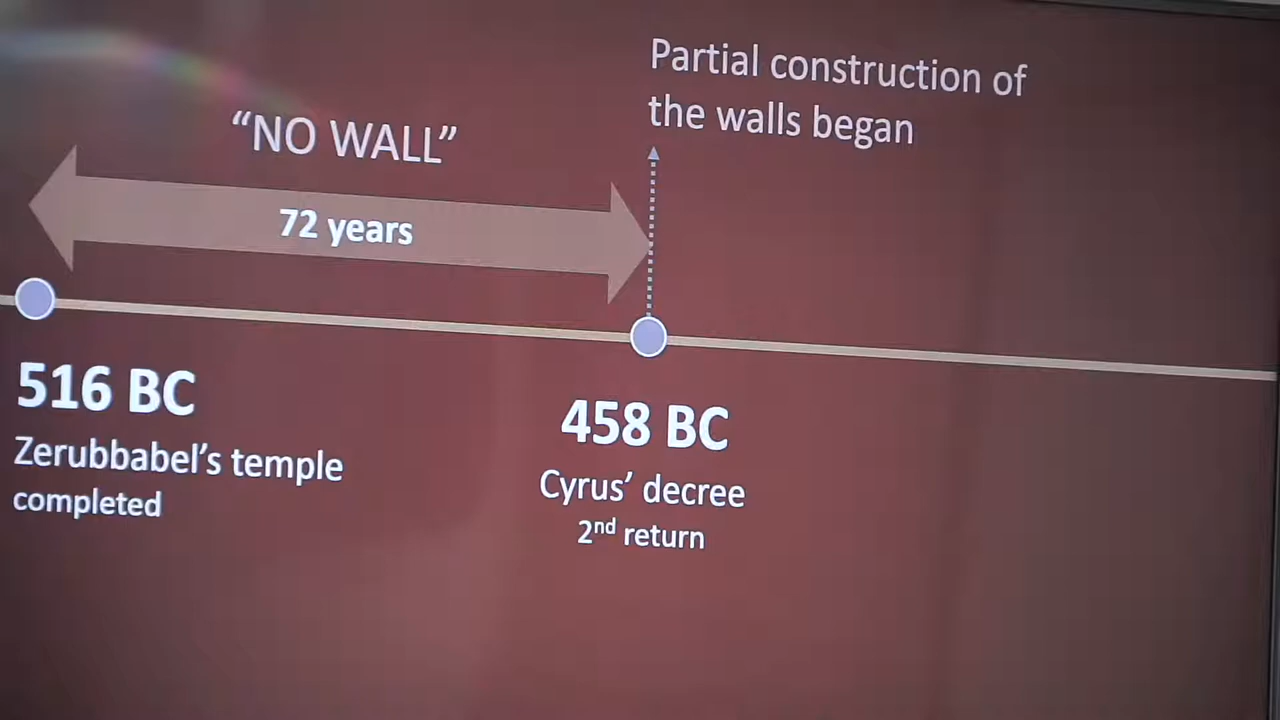 Partial construction of
the walls began
“NO WALL”
72 years
516 BC
Zerubbabel’s temple
completed
458 BC
Cyrus’ decree
2nd return